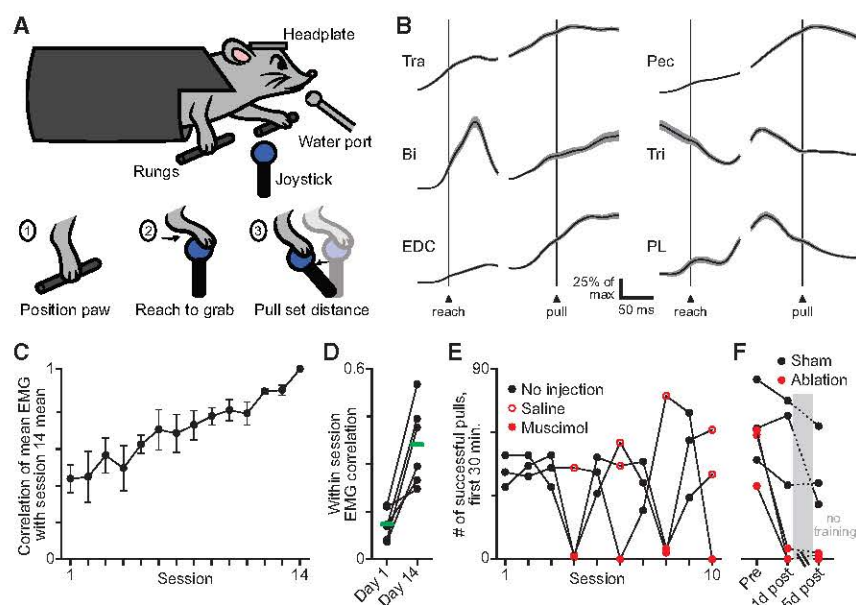 A
Headplate
Water port
Rungs
Joystick
1
2
3
Position paw
Reach to grab
Pull set distance
B
Tra
Pec
Bi
Tri
EDC
PL
25% of
max
50 ms
reach
pull
reach
pull
C
Correlation of mean EMG
with session 14 mean
1
1
14
Session
D
Within session
EMG correlation
0.6
0
Day 1
Day 14
E
# of successful pulls,
first 30 min.
90
0
No injection
Saline
Muscimol
1
10
Session
F
Sham
Ablation
no
training
Pre
1d post
5d post